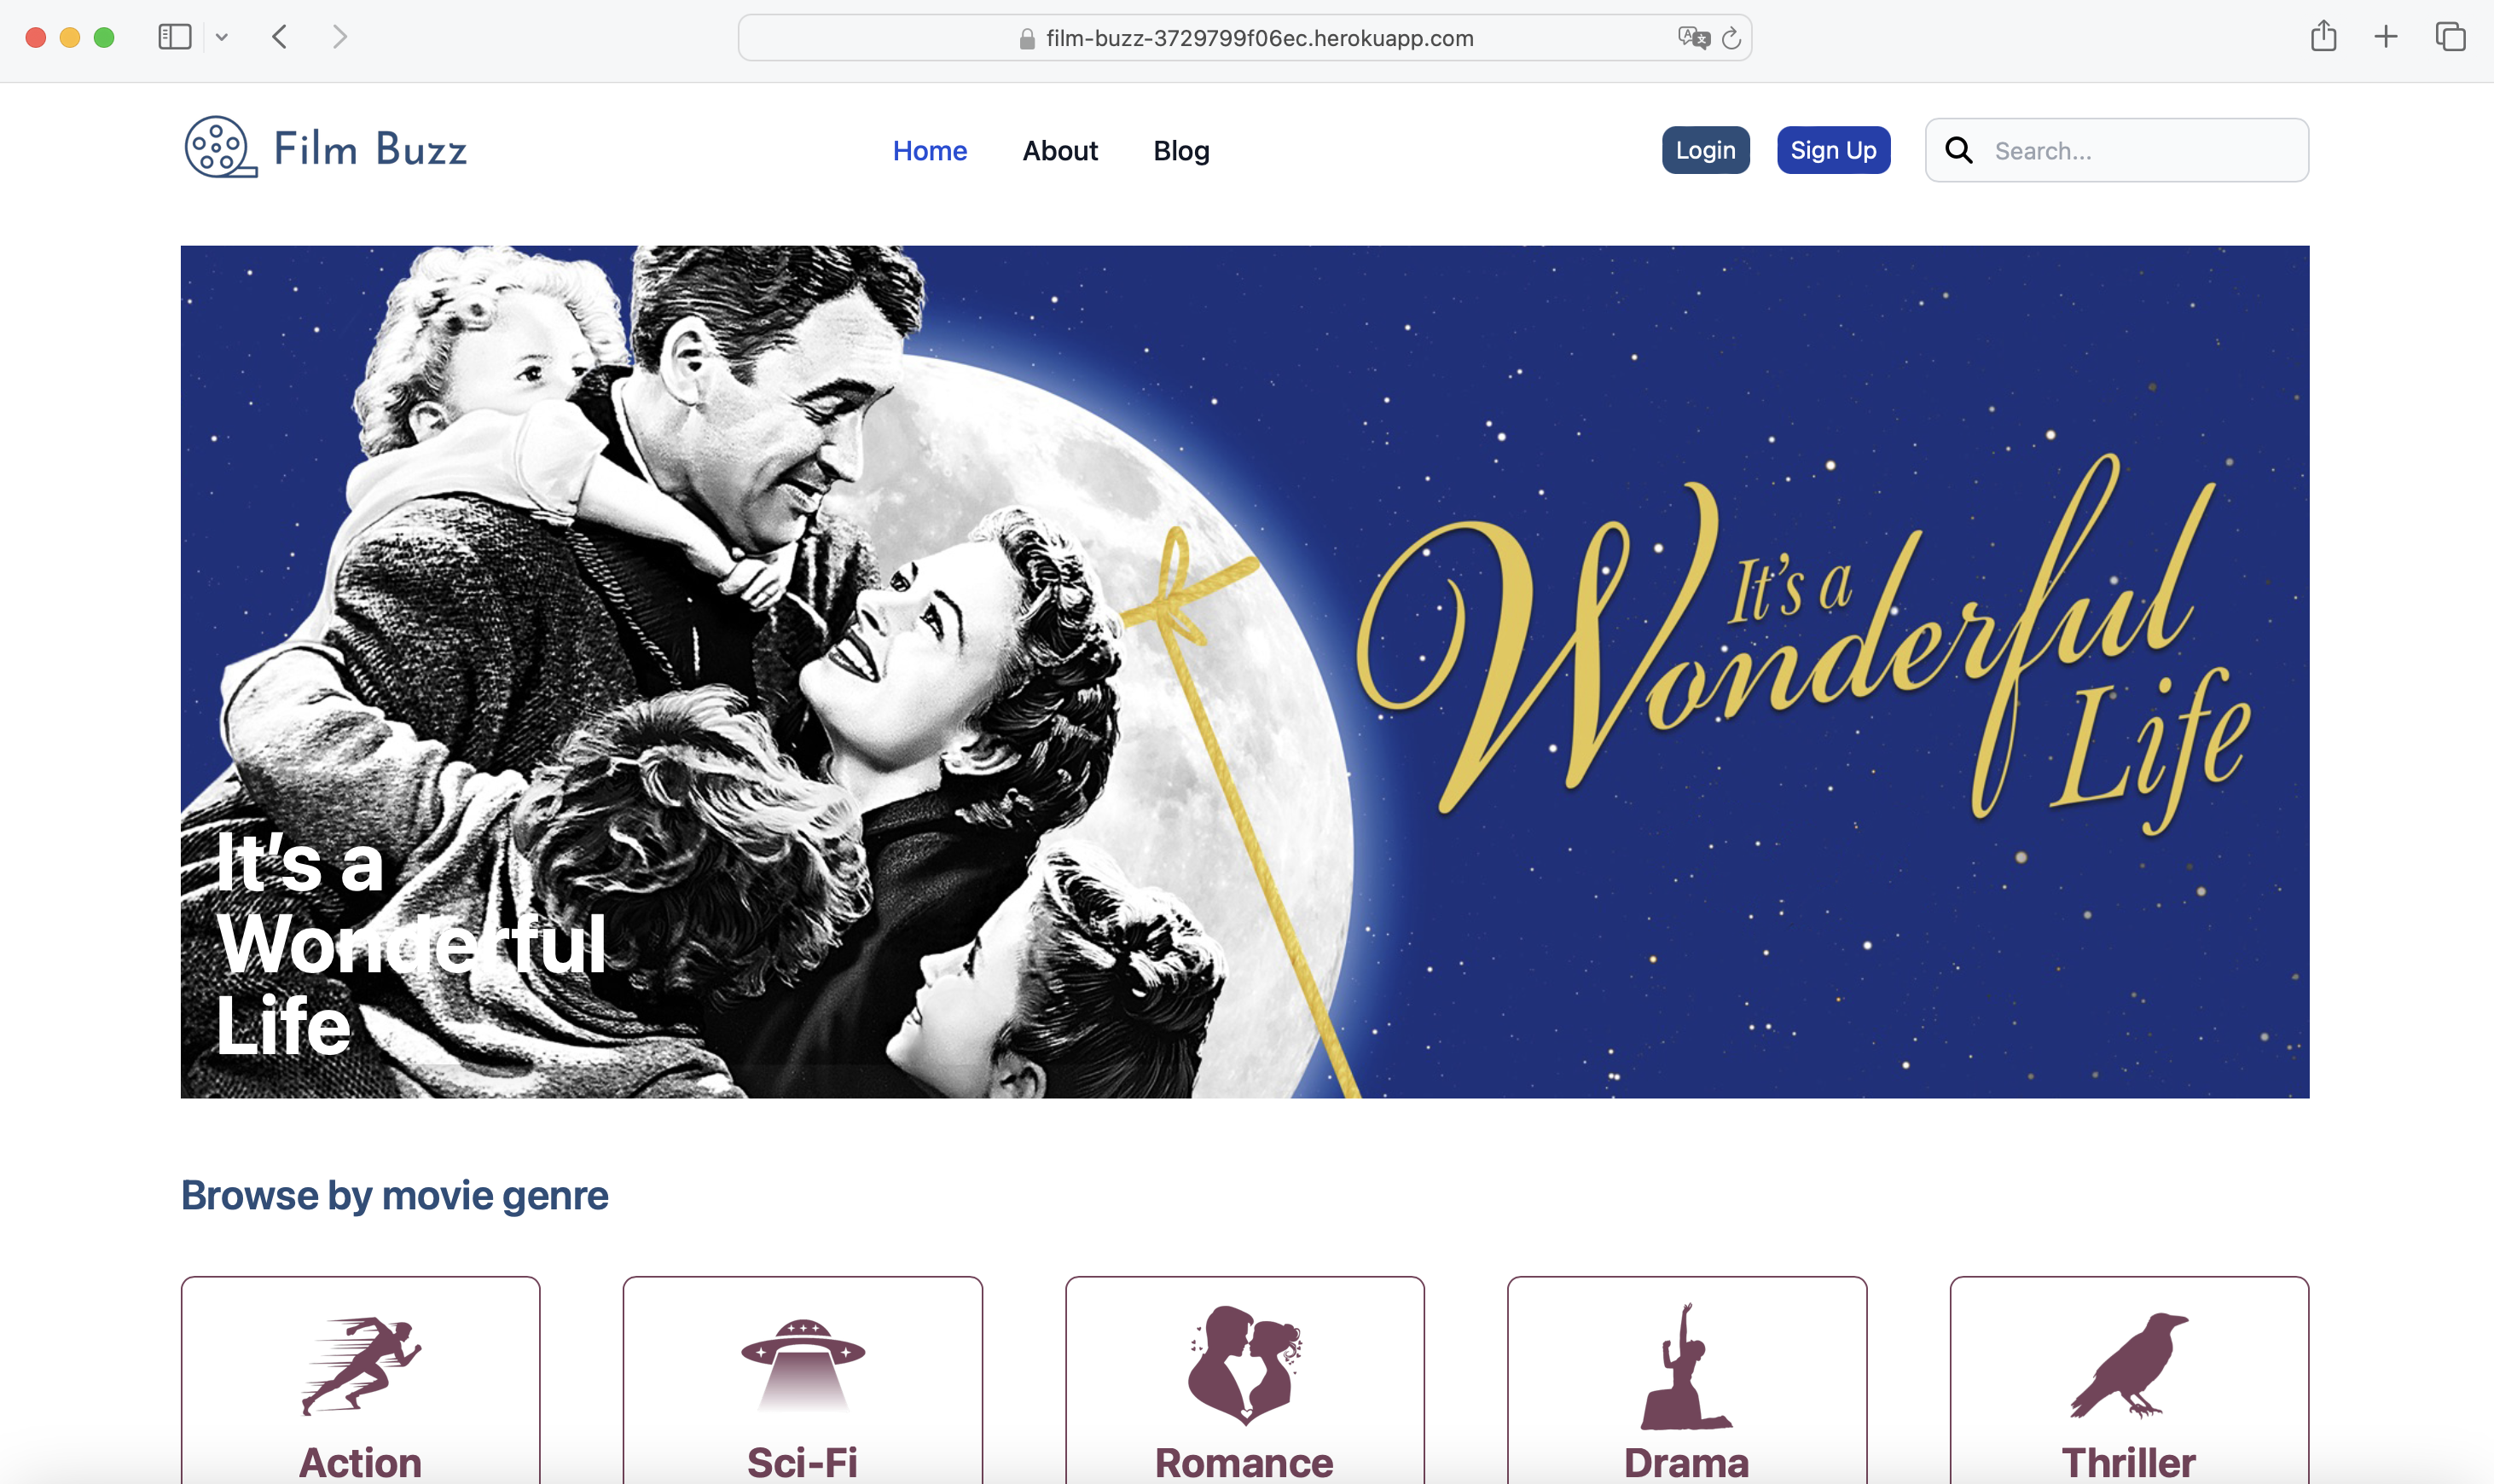 film-buzz-3729799f06ec.herokuapp.com
Film Buzz
Home
About
Blog
Login
Sign Up
Search...
It's a
Wonderful
Life
It’s a
Wonderful
Life
Browse by movie genre
Action
Sci-Fi
Romance
Drama
Thriller